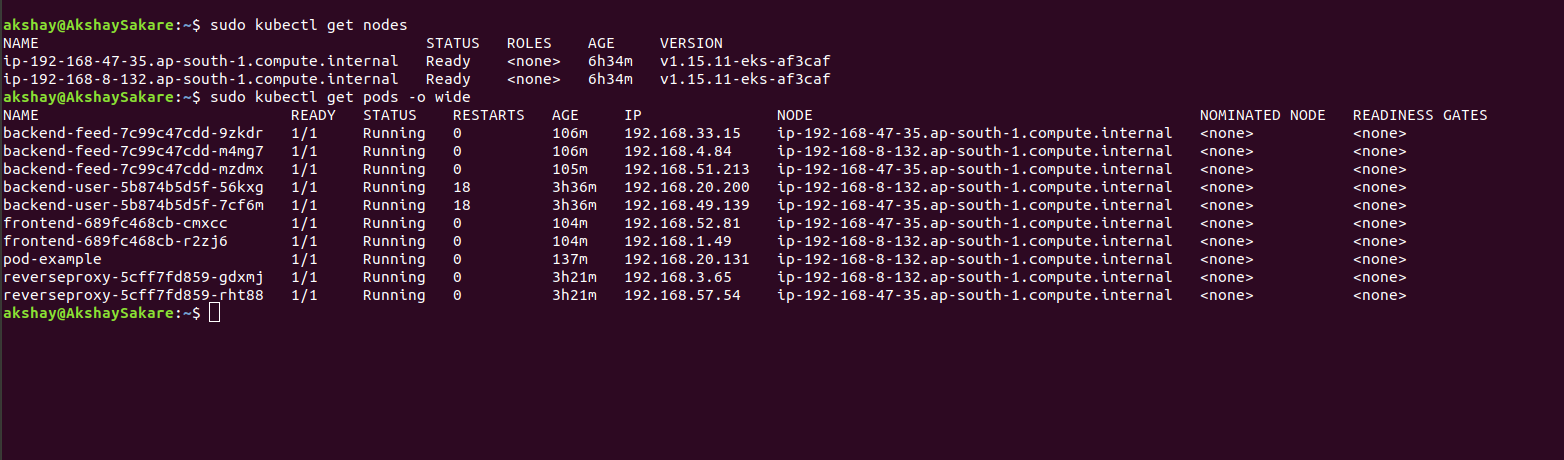 akshay@AkshaySakare:~$ sudo kubectl get nodes
NAME STATUS ROLES AGE VERSION
ip-192-168-47-35.ap-south-1.compute.internal Ready <none> 6h34m v1.15.11-eks-af3caf
ip-192-168-8-132.ap-south-1.compute.internal Ready <none> 6h34m v1.15.11-eks-af3caf
akshay@AkshaySakare:~$ sudo kubectl get pods -o wide
NAME READY STATUS RESTARTS AGE IP NODE NOMINATED NODE READINESS GATES
backend-feed-7c99c47cdd-9zkdr 1/1 Running 0 106m 192.168.33.15 ip-192-168-47-35.ap-south-1.compute.internal <none> <none>
backend-feed-7c99c47cdd-m4mg7 1/1 Running 0 106m 192.168.4.84 ip-192-168-8-132.ap-south-1.compute.internal <none> <none>
backend-feed-7c99c47cdd-mzdmx 1/1 Running 0 105m 192.168.51.213 ip-192-168-47-35.ap-south-1.compute.internal <none> <none>
backend-user-5b874b5d5f-56kxg 1/1 Running 18 3h36m 192.168.20.200 ip-192-168-8-132.ap-south-1.compute.internal <none> <none>
backend-user-5b874b5d5f-7cf6m 1/1 Running 18 3h36m 192.168.49.139 ip-192-168-47-35.ap-south-1.compute.internal <none> <none>
frontend-689fc468cb-cmxcc 1/1 Running 0 104m 192.168.52.81 ip-192-168-47-35.ap-south-1.compute.internal <none> <none>
frontend-689fc468cb-r2zj6 1/1 Running 0 104m 192.168.1.49 ip-192-168-8-132.ap-south-1.compute.internal <none> <none>
pod-example 1/1 Running 0 137m 192.168.20.131 ip-192-168-8-132.ap-south-1.compute.internal <none> <none>
reverseproxy-5cff7fd859-gdxmj 1/1 Running 0 3h21m 192.168.3.65 ip-192-168-8-132.ap-south-1.compute.internal <none> <none>
reverseproxy-5cff7fd859-rht88 1/1 Running 0 3h21m 192.168.57.54 ip-192-168-47-35.ap-south-1.compute.internal <none> <none>
akshay@AkshaySakare:~$